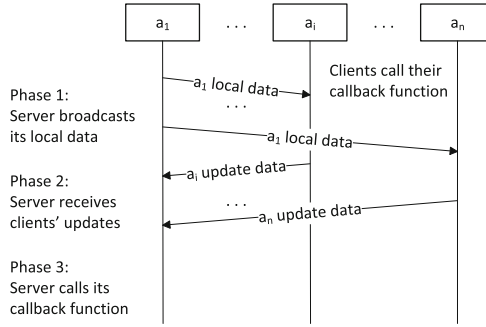 a1 . . . ai . . . an
Clients call their
callback function
a1 local data
. . .
Phase 1:
Server broadcasts
its local data
a1 local data
ai update data
Phase 2:
Server receives
clients' updates
. . .
an update data
Phase 3:
Server calls its
callback function